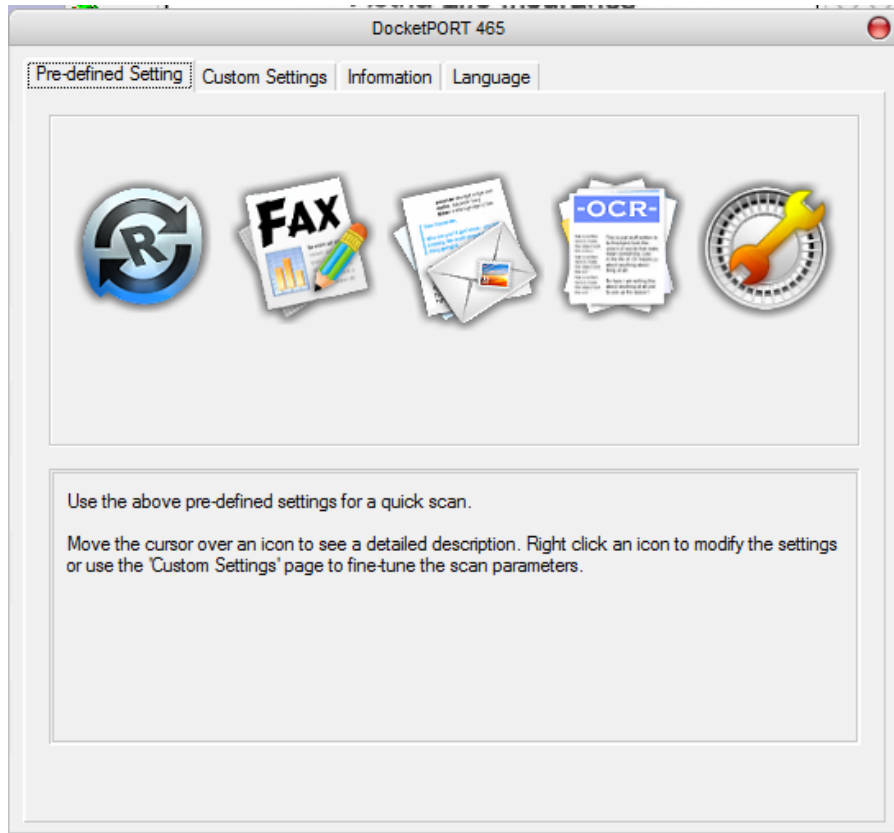 DocketPORT 465
Pre-defined Setting
Custom Settings
Information
Language
R
FAX
-OCR-
Use the above pre-defined settings for a quick scan.
Move the cursor over an icon to see a detailed description. Right click an icon to modify the settings
or use the 'Custom Settings' page to fine-tune the scan parameters.